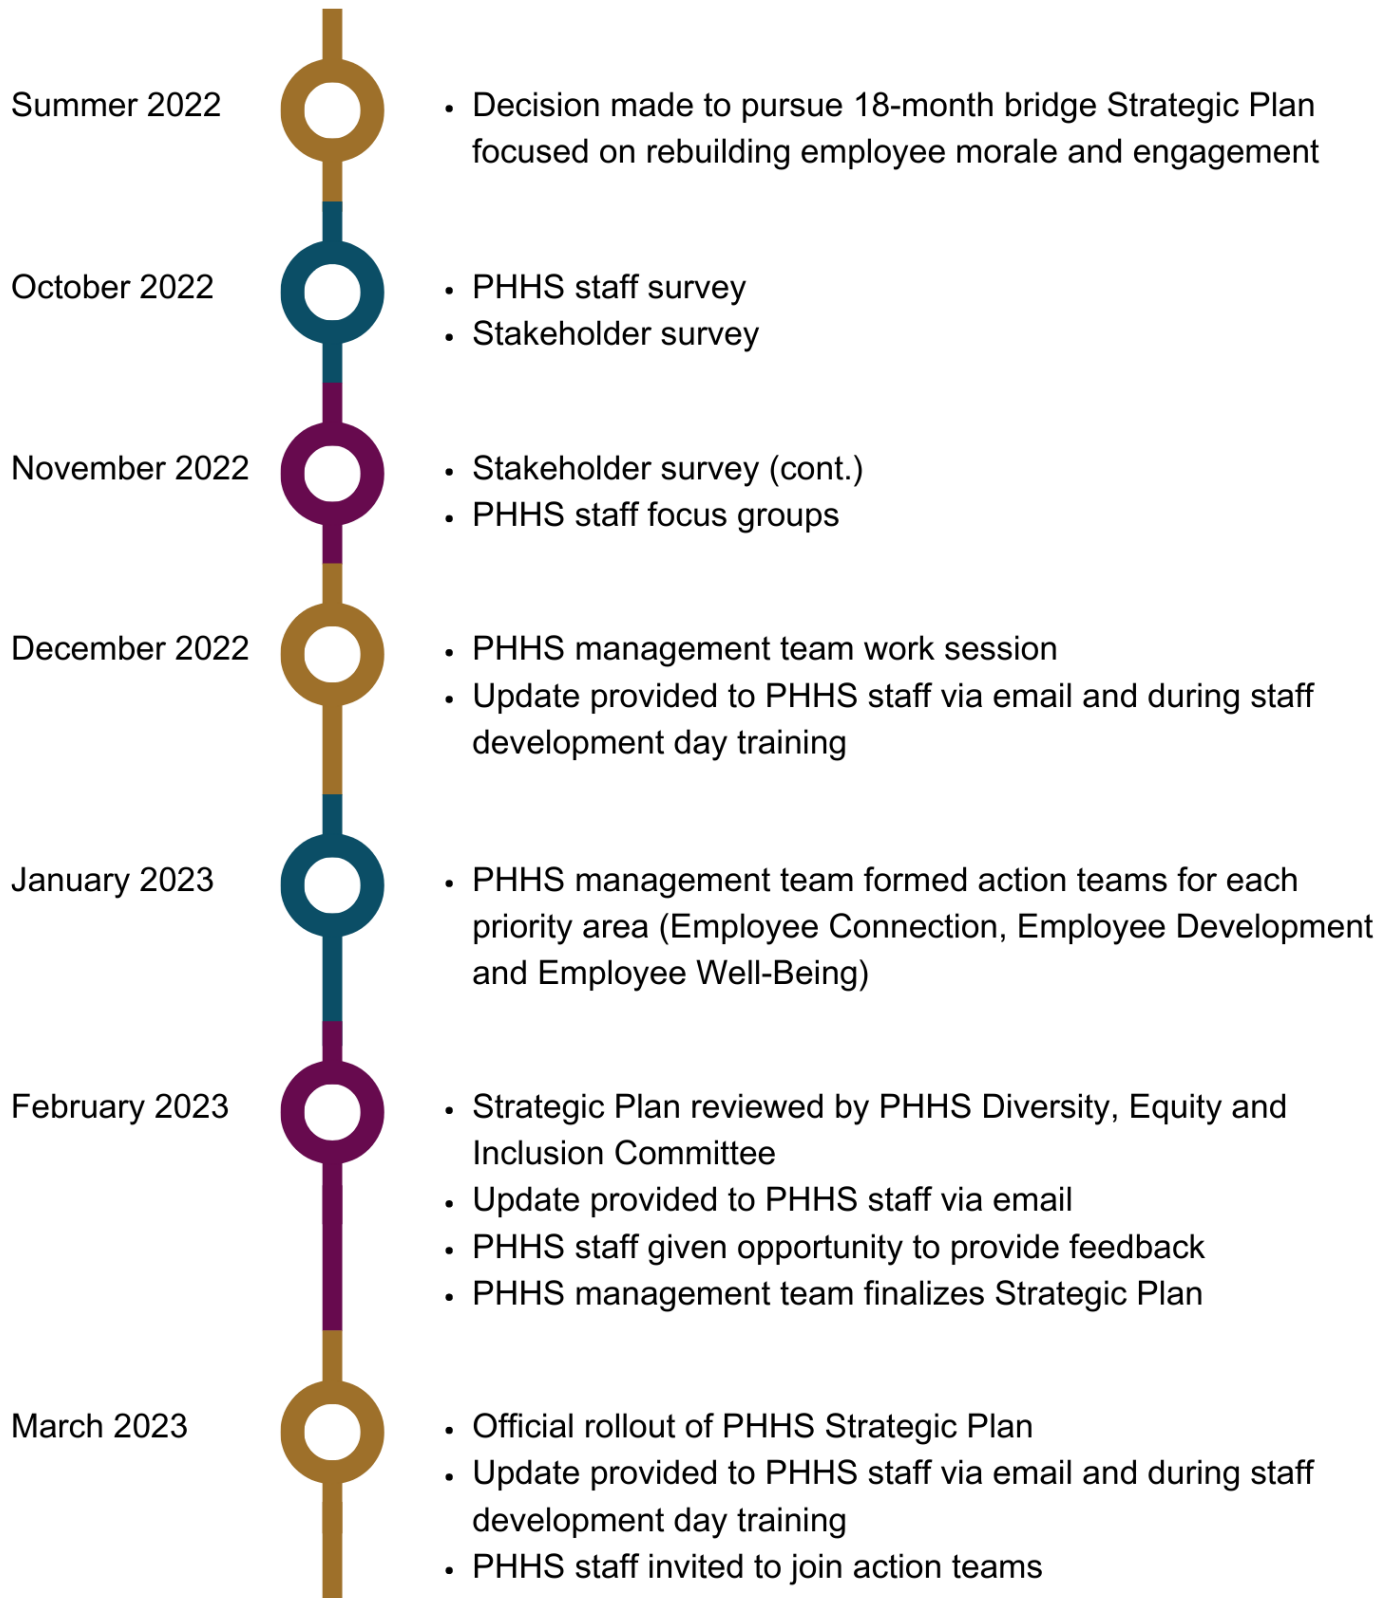 Summer 2022
• Decision made to pursue 18-month bridge Strategic Plan
focused on rebuilding employee morale and engagement
October 2022
• PHHS staff survey
• Stakeholder survey
November 2022
• Stakeholder survey (cont.)
• PHHS staff focus groups
December 2022
• PHHS management team work session
• Update provided to PHHS staff via email and during staff
development day training
January 2023
• PHHS management team formed action teams for each
priority area (Employee Connection, Employee Development
and Employee Well-Being)
February 2023
• Strategic Plan reviewed by PHHS Diversity, Equity and
Inclusion Committee
• Update provided to PHHS staff via email
• PHHS staff given opportunity to provide feedback
• PHHS management team finalizes Strategic Plan
March 2023
• Official rollout of PHHS Strategic Plan
• Update provided to PHHS staff via email and during staff
development day training
• PHHS staff invited to join action teams